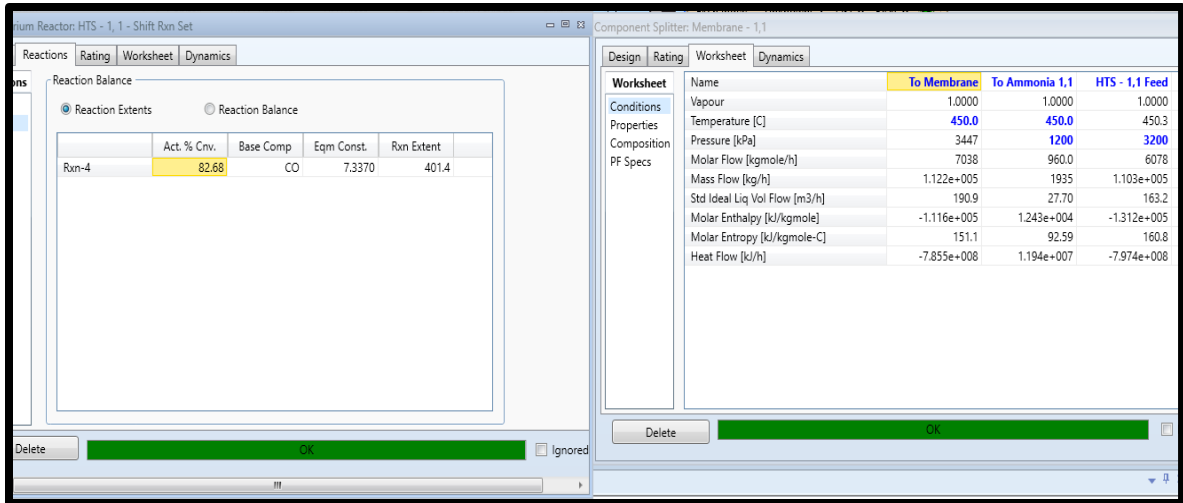 rium Reactor: HTS - 1, 1 - Shift Rxn Set
Reactions Rating Worksheet Dynamics
ons
Reaction Balance
Reaction Extents Reaction Balance
Act. % Cnv. Base Comp Eqm Const. Rxn Extent
Rxn-4 82.68 CO 7.3370 401.4
Delete OK Ignored
Component Splitter: Membrane - 1,1
Design Rating Worksheet Dynamics
Worksheet
Conditions
Properties
Composition
PF Specs
Name To Membrane To Ammonia 1,1 HTS - 1,1 Feed
Vapour 1.0000 1.0000 1.0000
Temperature [C] 450.0 450.0 450.3
Pressure [kPa] 3447 1200 3200
Molar Flow [kgmole/h] 7038 960.0 6078
Mass Flow [kg/h] 1.122e+005 1935 1.103e+005
Std Ideal Liq Vol Flow [m3/h] 190.9 27.70 163.2
Molar Enthalpy [kJ/kgmole] -1.116e+005 1.243e+004 -1.312e+005
Molar Entropy [kJ/kgmole-C] 151.1 92.59 160.8
Heat Flow [kJ/h] -7.855e+008 1.194e+007 -7.974e+008
Delete OK